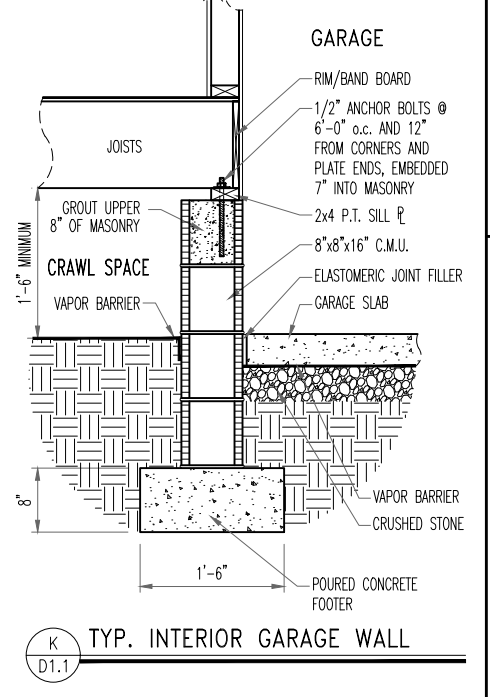 GARAGE
RIM/BAND BOARD
1/2" ANCHOR BOLTS @
6'-0" o.c. AND 12"
FROM CORNERS AND
PLATE ENDS, EMBEDDED
7" INTO MASONRY
JOISTS
2x4 P.T. SILL ⅊
GROUT UPPER
8" OF MASONRY
8"x8"x16" C.M.U.
1'-6" MINIMUM
CRAWL SPACE
ELASTOMERIC JOINT FILLER
VAPOR BARRIER
GARAGE SLAB
8"
VAPOR BARRIER
CRUSHED STONE
1'-6"
POURED CONCRETE
FOOTER
K
D1.1
TYP. INTERIOR GARAGE WALL